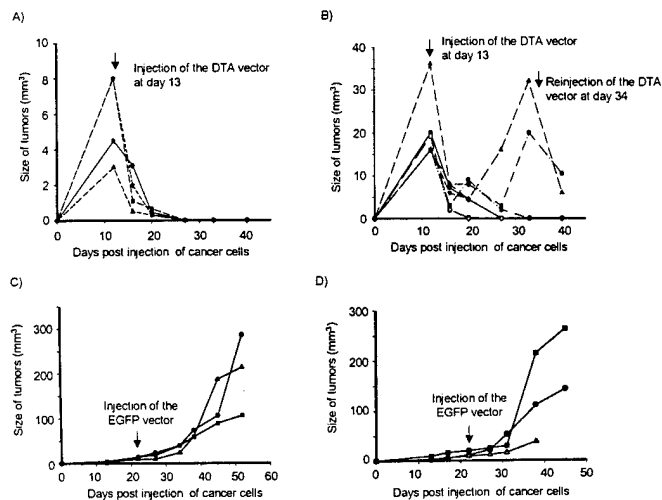 A)
10
8
6
4
2
0
Size of tumors (mm³)
Injection of the DTA vector
at day 13
0
10
20
30
40
Days post injection of cancer cells
B)
40
30
20
10
0
Size of tumors (mm³)
Injection of the DTA vector
at day 13
Reinjection of the DTA
vector at day 34
0
10
20
30
40
Days post injection of cancer cells
C)
300
200
100
0
Size of tumors (mm³)
Injection of the
EGFP vector
0
10
20
30
40
50
60
Days post injection of cancer cells
D)
300
200
100
0
Size of tumors (mm³)
Injection of the
EGFP vector
0
10
20
30
40
50
Days post injection of cancer cells